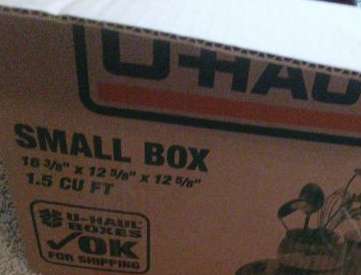 U-HAU
SMALL BOX
16 3/8" x 12 5/8" x 12 5/8"
1.5 CU FT
U-HAUL
BOXES
OK
FOR SHIPPING